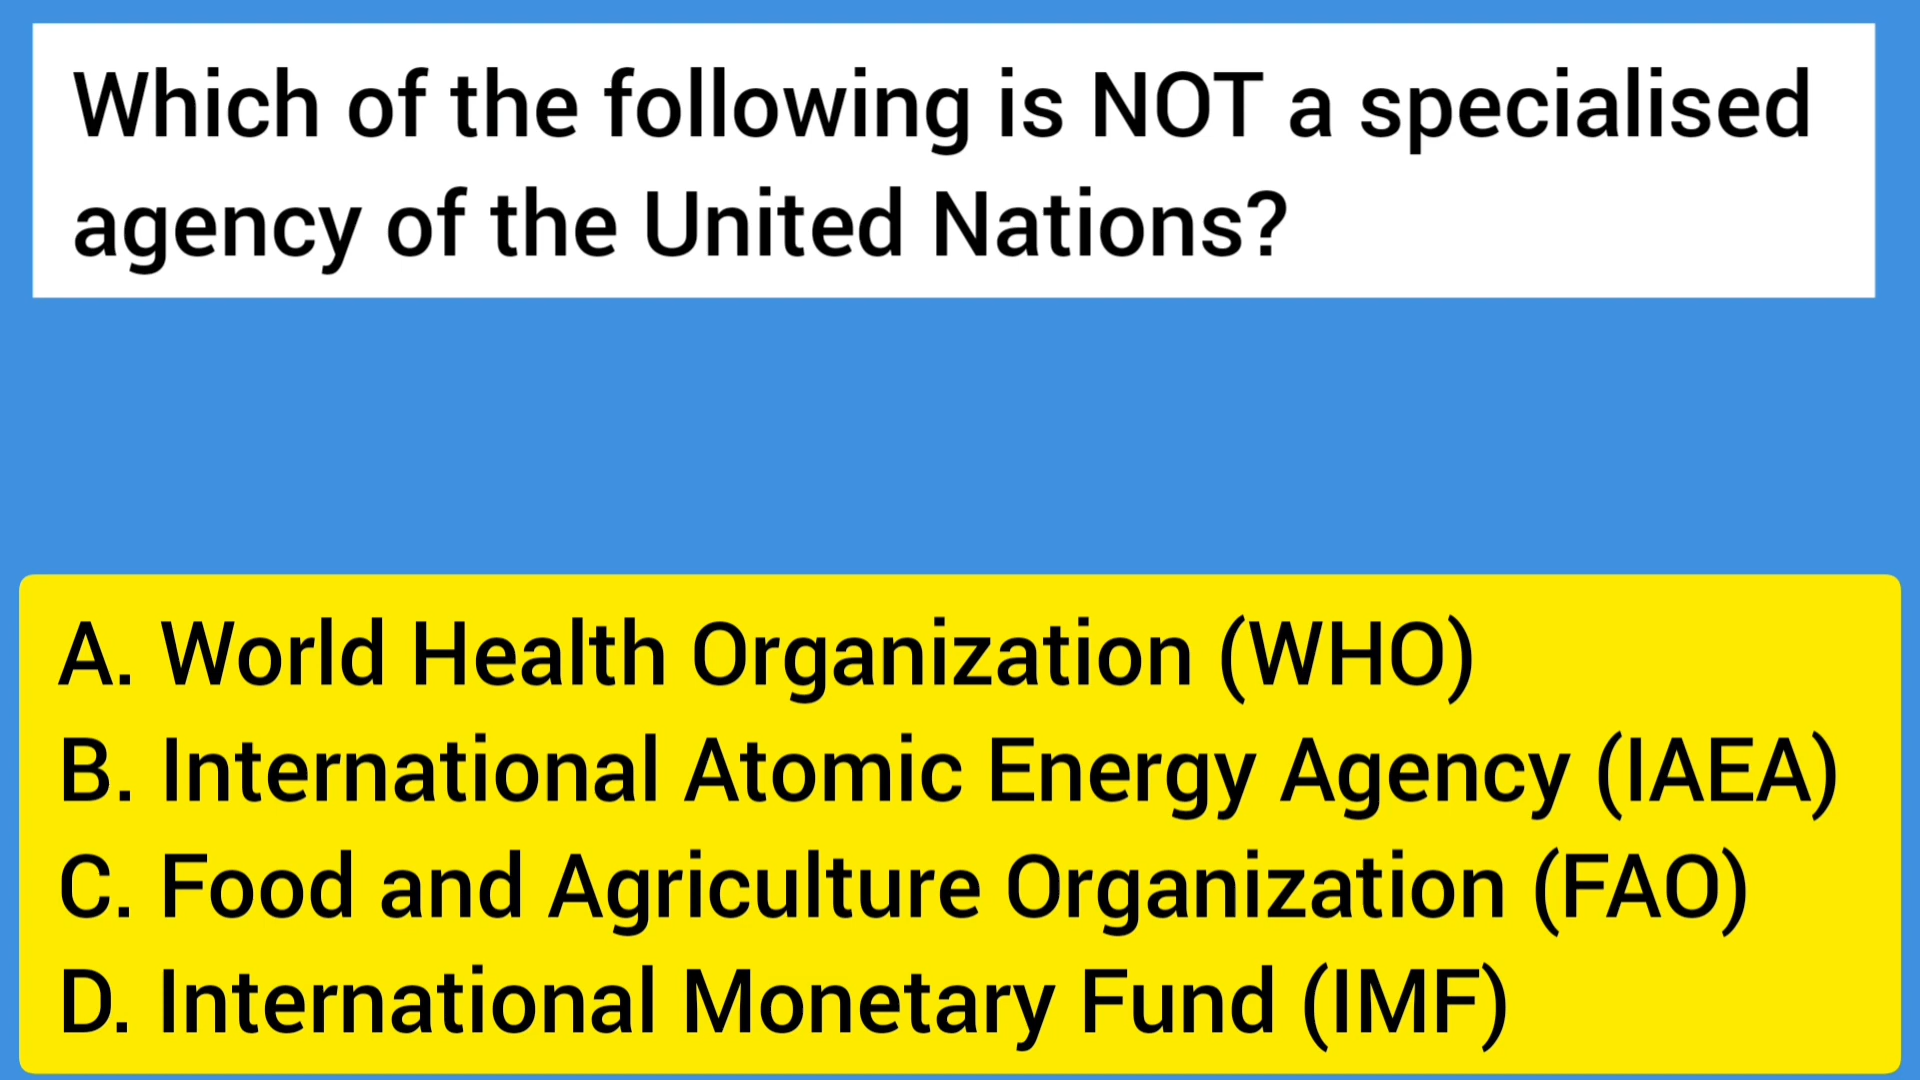 Which of the following is NOT a specialised
agency of the United Nations?
A. World Health Organization (WHO)
B. International Atomic Energy Agency (IAEA)
C. Food and Agriculture Organization (FAO)
D. International Monetary Fund (IMF)